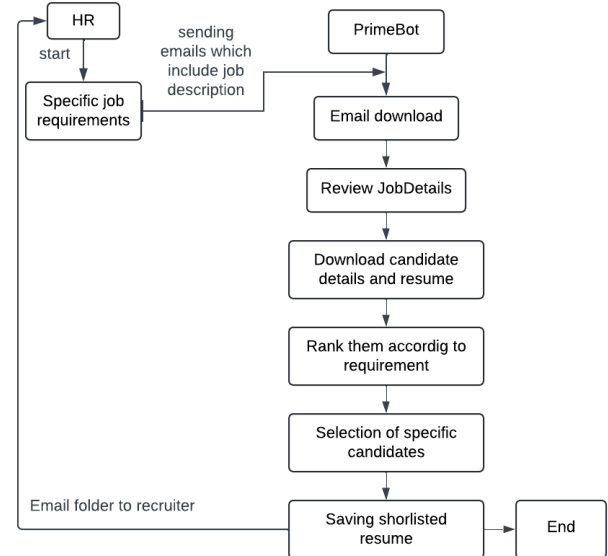 HR
start
Specific job
requirements
sending
emails which
include job
description
PrimeBot
Email download
Review JobDetails
Download candidate
details and resume
Rank them accordig to
requirement
Selection of specific
candidates
Saving shorlisted
resume
Email folder to recruiter
End